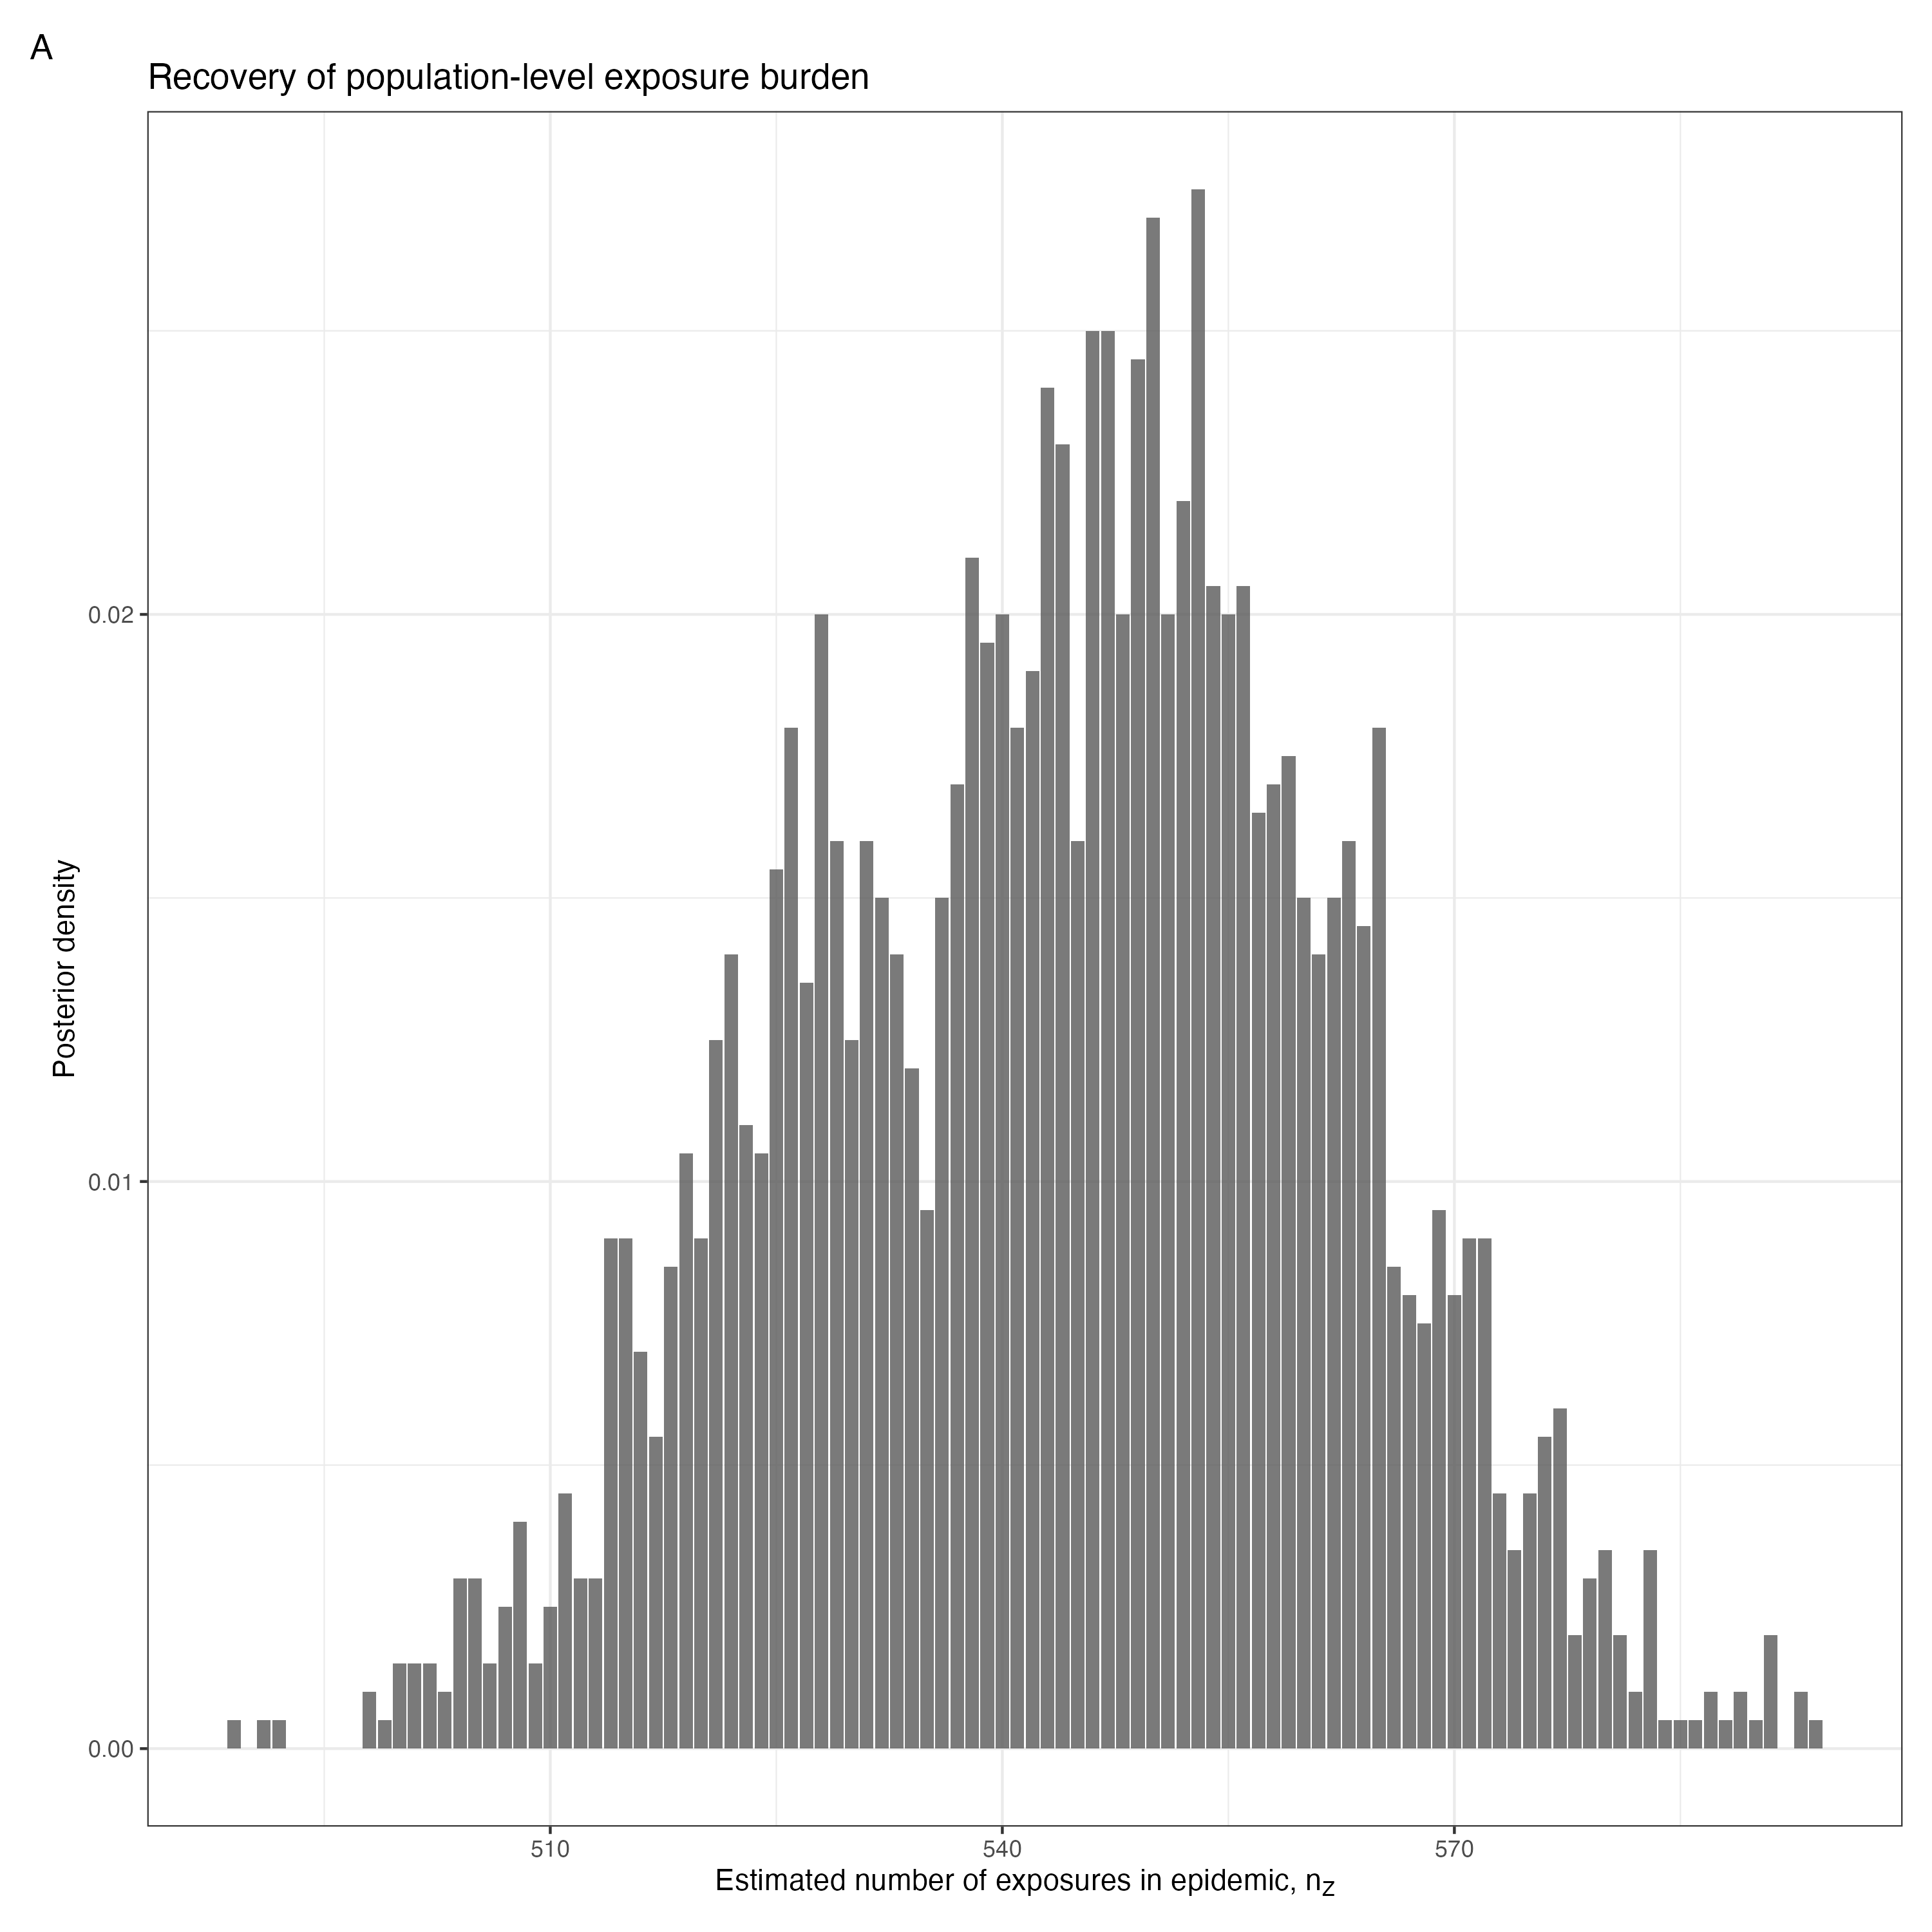 A
Recovery of population-level exposure burden
Posterior density
0.02
0.01
0.00
510 540 570
Estimated number of exposures in epidemic, n_Z